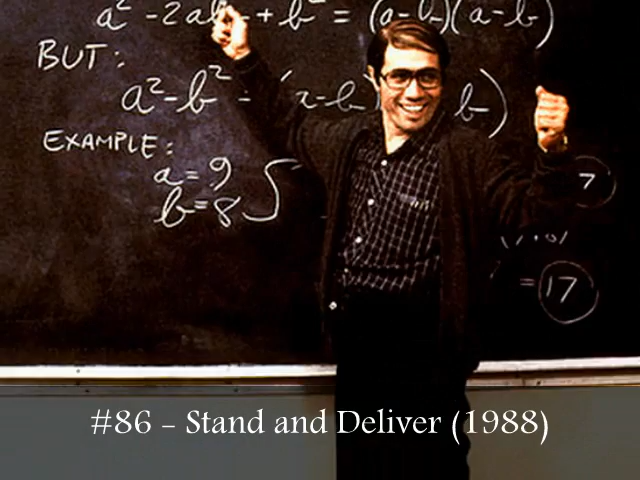 a² - 2ab + b² = (a-b)(a-b)
BUT:
a² - b² = (a-b) b)
EXAMPLE:
a = 9
b = 8
7
= 17
#86 - Stand and Deliver (1988)